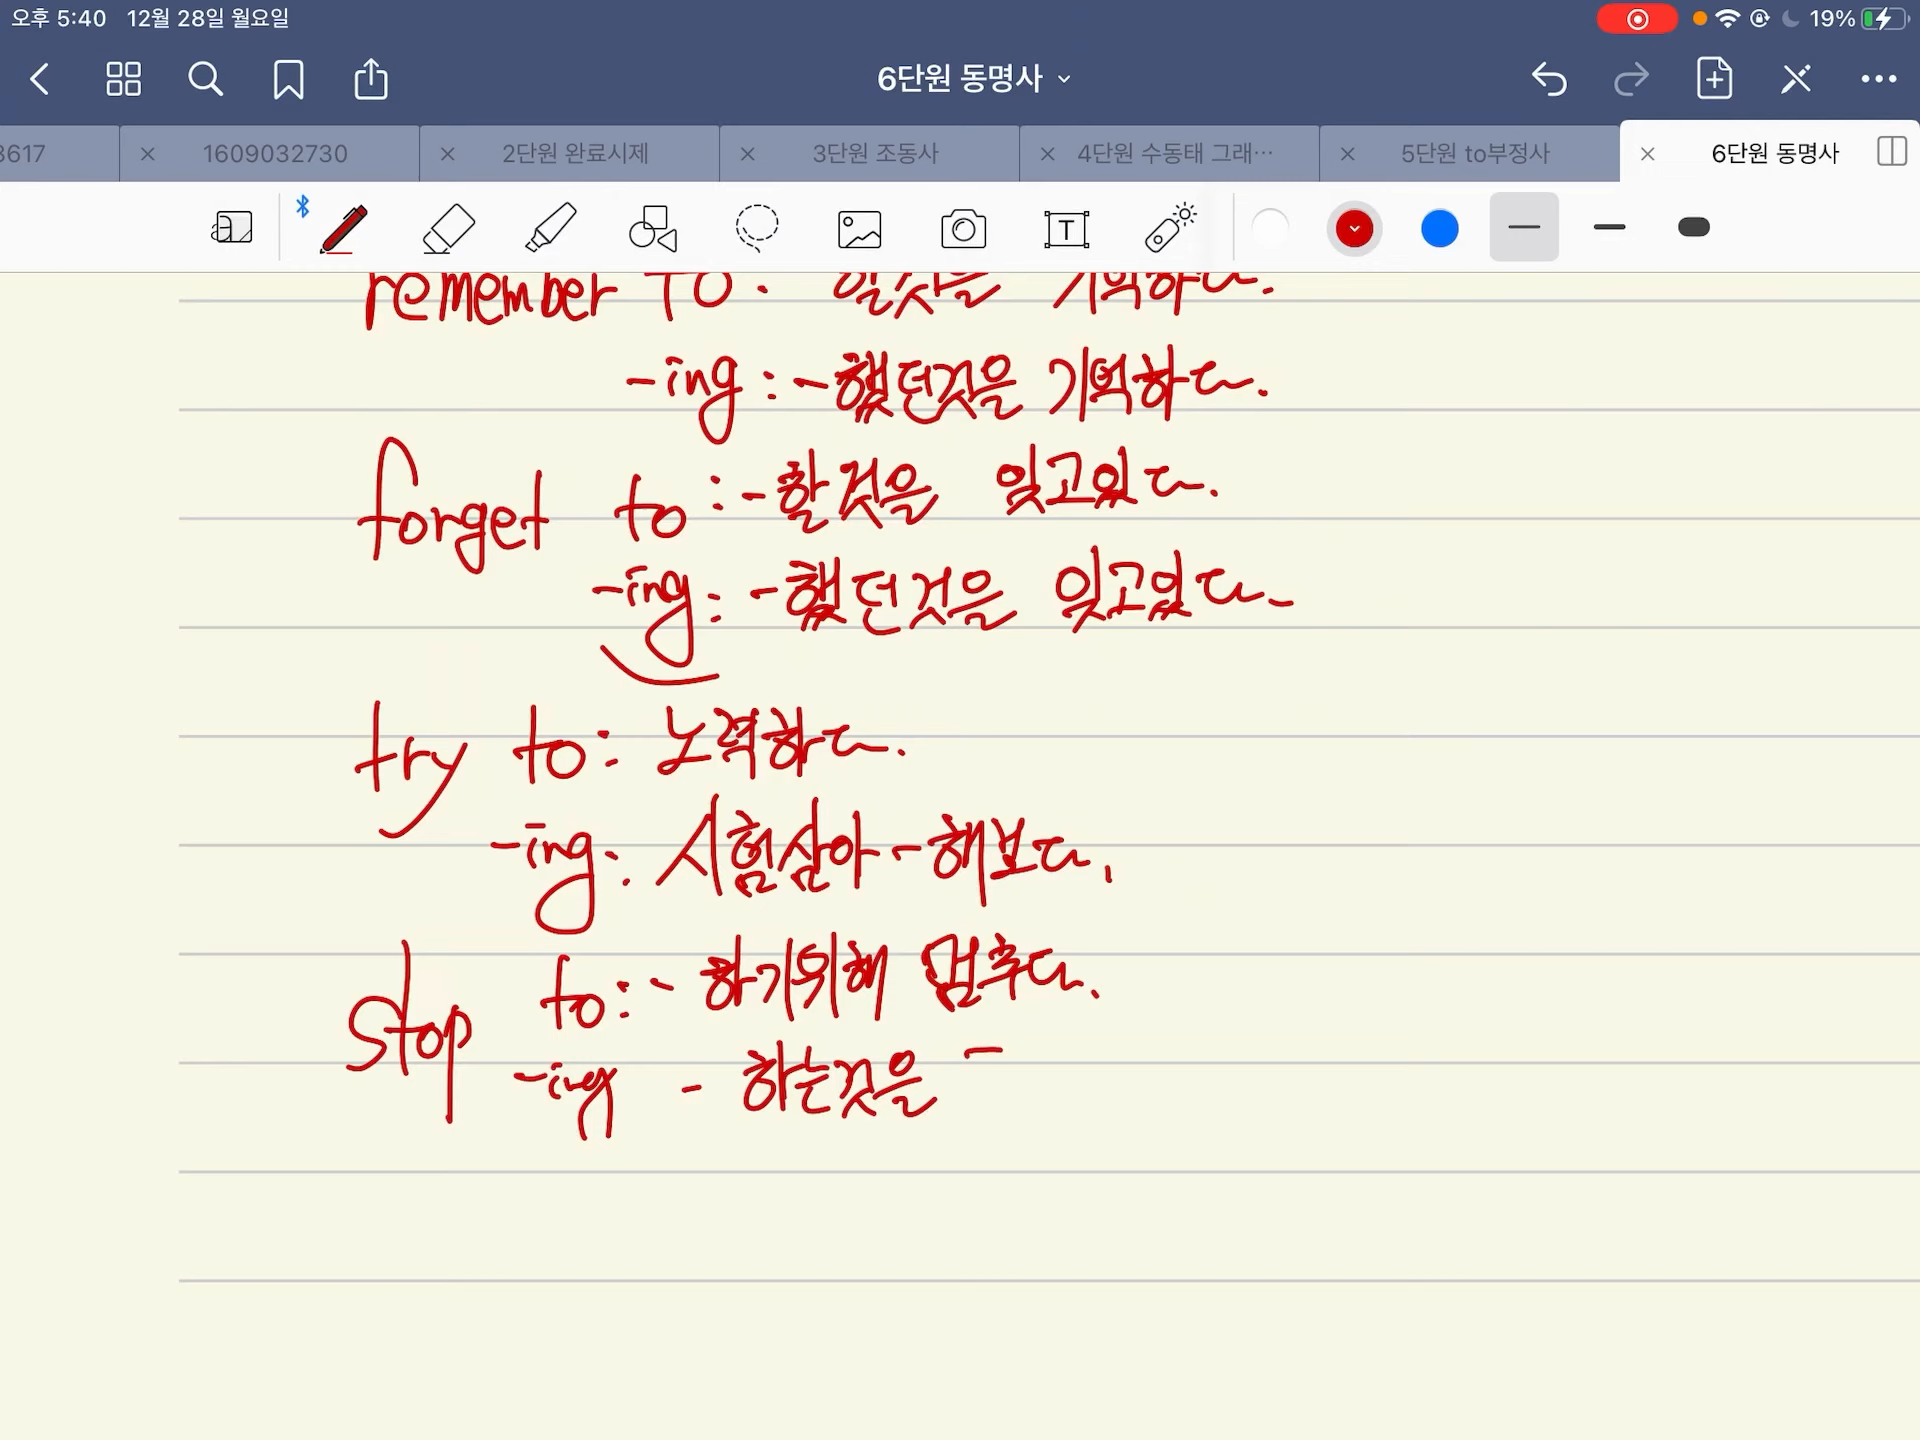 오후 5:40 12월 28일 월요일 19%
6단원 동명사
3617 1609032730 2단원 완료시제 3단원 조동사 4단원 수동태 그래… 5단원 to부정사 6단원 동명사
T
remember to : 할것을 기억하다.
-ing : -했던것을 기억하다.
forget to : -할것을 잊고있다.
-ing : -했던것을 잊고있다-
try to : 노력하다.
-ing : 시험삼아 -해보다.
stop to : - 하기위해 멈추다.
-ing - 하는것을